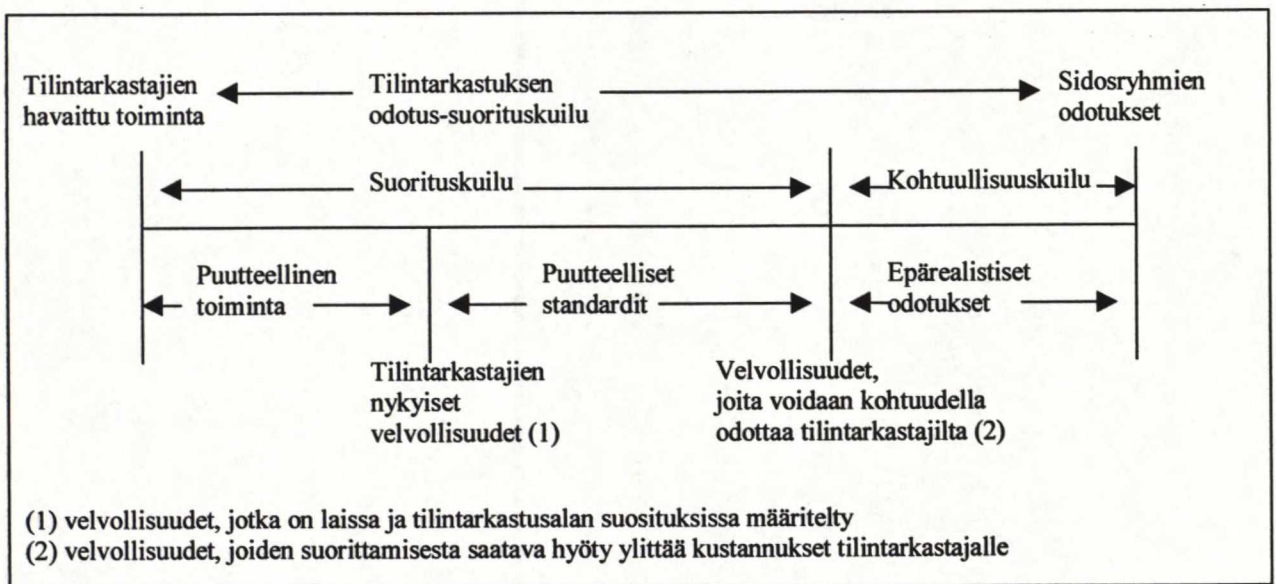 Tilintarkastajien
havaittu toiminta
Tilintarkastuksen
odotus-suorituskuilu
Sidosryhmien
odotukset
Suorituskuilu
Kohtuullisuuskuilu
Puutteellinen
toiminta
Puutteelliset
standardit
Epärealistiset
odotukset
Tilintarkastajien
nykyiset
velvollisuudet (1)
Velvollisuudet,
joita voidaan kohtuudella
odottaa tilintarkastajilta (2)
(1) velvollisuudet, jotka on laissa ja tilintarkastusalan suosituksissa määritelty
(2) velvollisuudet, joiden suorittamisesta saatava hyöty ylittää kustannukset tilintarkastajalle